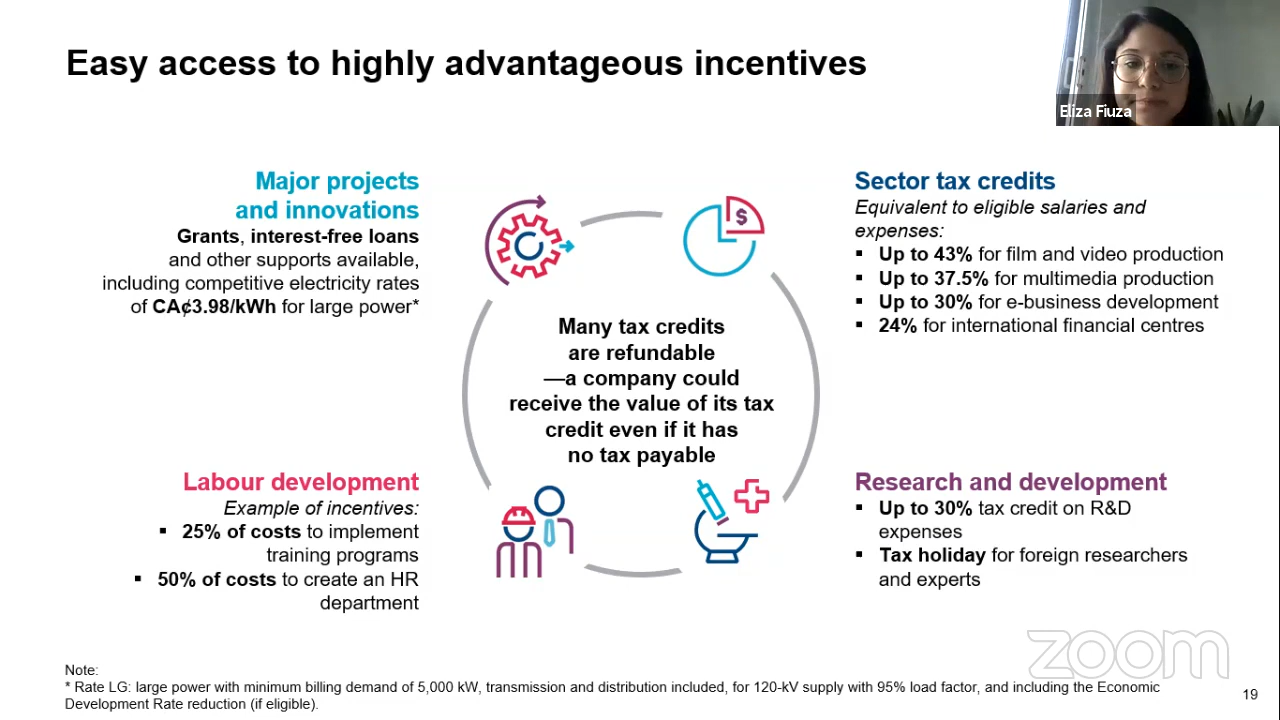 Easy access to highly advantageous incentives
Eliza Fiuza
Major projects
and innovations
Grants, interest-free loans
and other supports available,
including competitive electricity rates
of CA¢3.98/kWh for large power*
Sector tax credits
Equivalent to eligible salaries and
expenses:
▪ Up to 43% for film and video production
▪ Up to 37.5% for multimedia production
▪ Up to 30% for e-business development
▪ 24% for international financial centres
$
Many tax credits
are refundable
—a company could
receive the value of its tax
credit even if it has
no tax payable
Labour development
Example of incentives:
▪ 25% of costs to implement
training programs
▪ 50% of costs to create an HR
department
Research and development
▪ Up to 30% tax credit on R&D
expenses
▪ Tax holiday for foreign researchers
and experts
zoom
Note:
* Rate LG: large power with minimum billing demand of 5,000 kW, transmission and distribution included, for 120-kV supply with 95% load factor, and including the Economic
Development Rate reduction (if eligible).
19